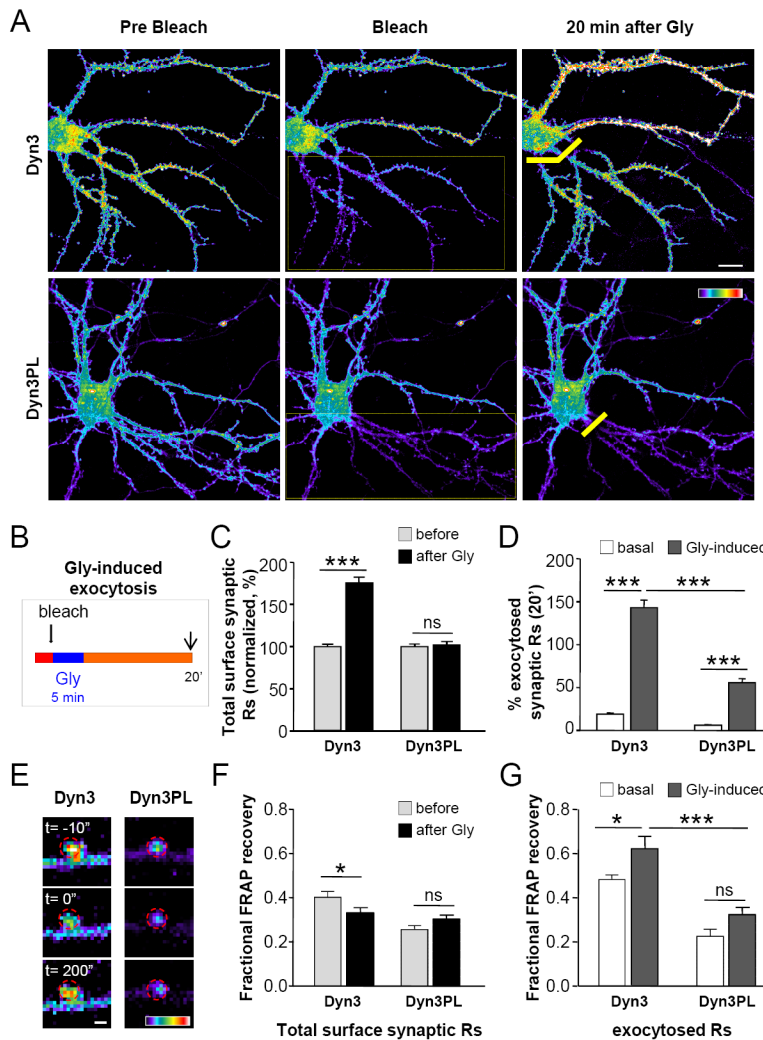 A
Pre Bleach
Bleach
20 min after Gly
Dyn3
Dyn3PL
B
Gly-induced
exocytosis
bleach
Gly
5 min
20’
C
before
after Gly
Total surface synaptic
Rs (normalized, %)
200
150
100
50
0
***
ns
Dyn3
Dyn3PL
D
basal
Gly-induced
% exocytosed
synaptic Rs (20’)
200
150
100
50
0
***
***
***
Dyn3
Dyn3PL
E
Dyn3
Dyn3PL
t= -10”
t= 0”
t= 200”
F
before
after Gly
Fractional FRAP recovery
0.8
0.6
0.4
0.2
0.0
*
ns
Dyn3
Dyn3PL
Total surface synaptic Rs
G
basal
Gly-induced
Fractional FRAP recovery
0.8
0.6
0.4
0.2
0.0
*
***
ns
Dyn3
Dyn3PL
exocytosed Rs